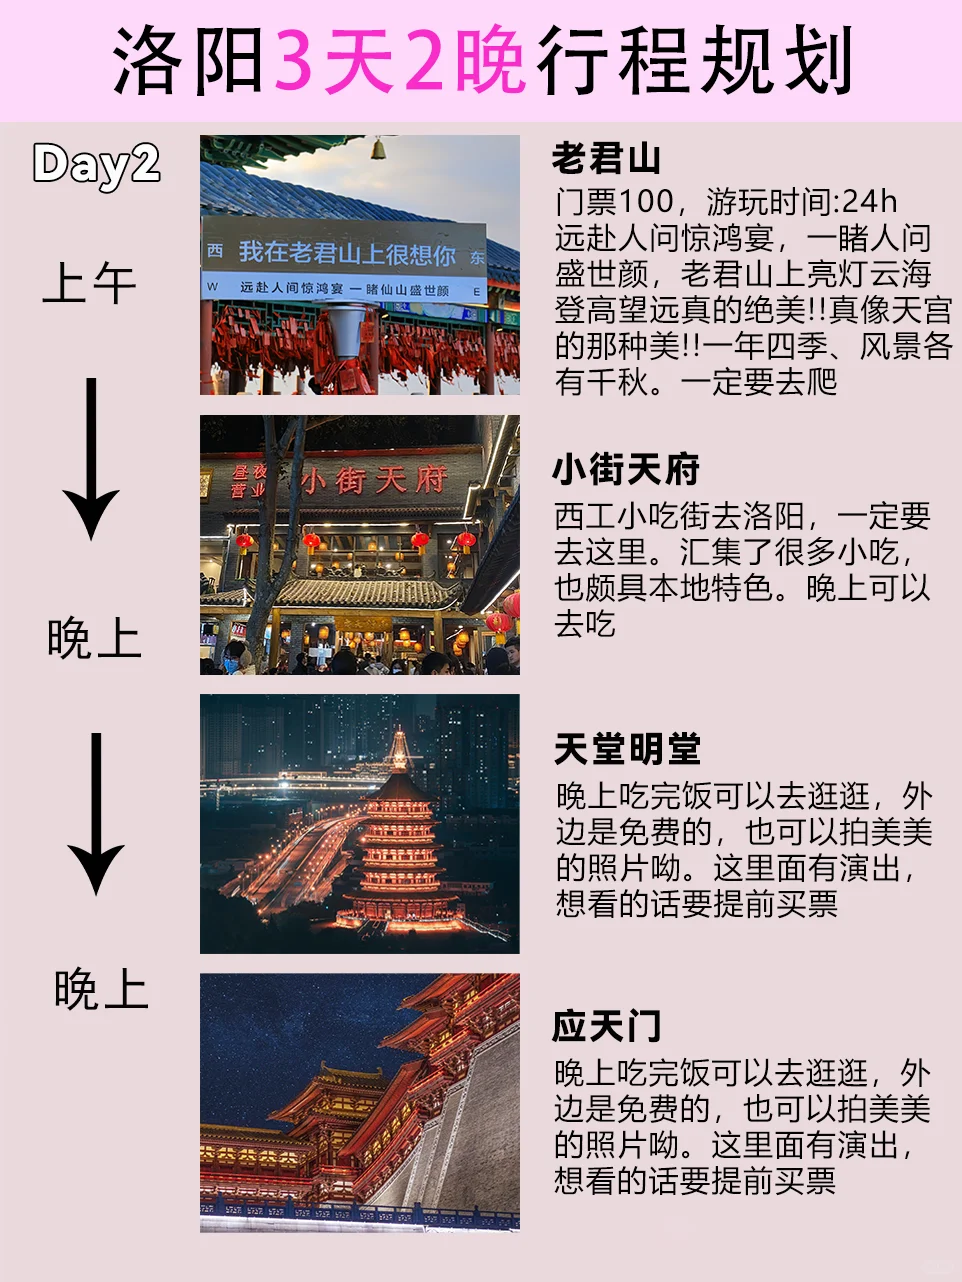 洛阳3天2晚行程规划
Day2
上午
西 我在老君山上很想你 东
W 远赴人间惊鸿宴 一睹仙山盛世颜 E
老君山
门票100，游玩时间:24h
远赴人问惊鸿宴，一睹人问
盛世颜，老君山上亮灯云海
登高望远真的绝美!!真像天宫
的那种美!!一年四季、风景各
有千秋。一定要去爬
晚上
昼夜
营业
小街天府
小街天府
西工小吃街去洛阳，一定要
去这里。汇集了很多小吃，
也颇具本地特色。晚上可以
去吃
天堂明堂
晚上吃完饭可以去逛逛，外
边是免费的，也可以拍美美
的照片呦。这里面有演出，
想看的话要提前买票
晚上
应天门
晚上吃完饭可以去逛逛，外
边是免费的，也可以拍美美
的照片呦。这里面有演出，
想看的话要提前买票